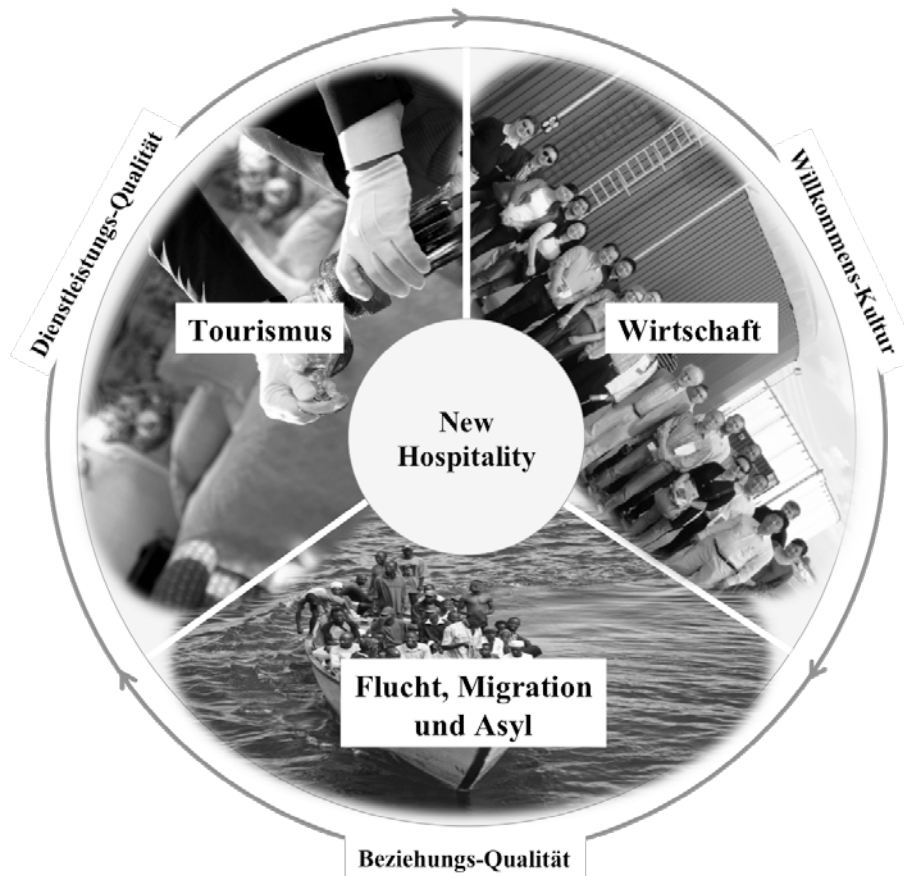 Dienstleistungs-Qualität
Willkommens-Kultur
Tourismus
Wirtschaft
New
Hospitality
Flucht, Migration
und Asyl
Beziehungs-Qualität